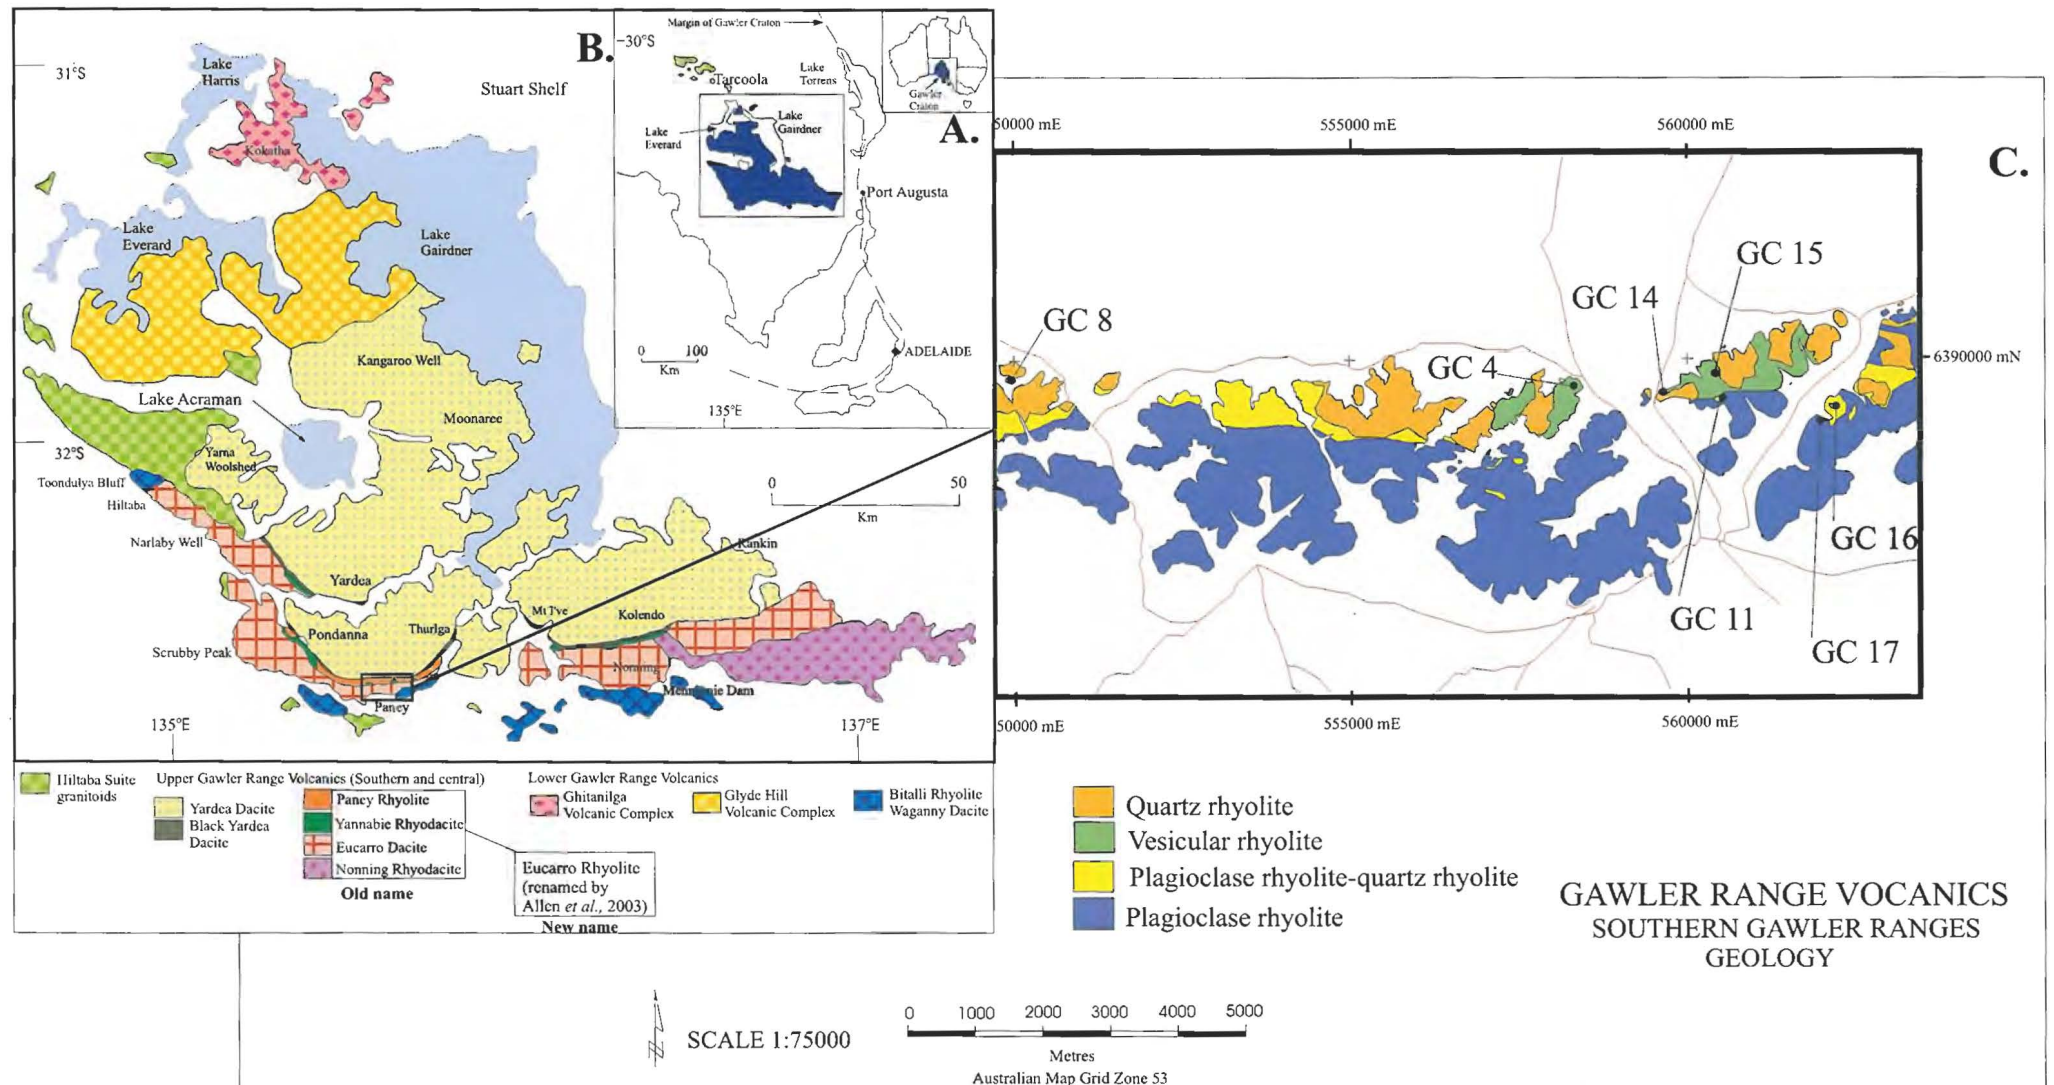 B.
31°S
Lake
Harris
Stuart Shelf
Kokatha
Lake
Everard
Lake
Gairdner
Kangaroo Well
Lake Acraman
Moonaree
32°S
Yarna
Woolshed
Toondulya Bluff
Hiltaba
Narlaby Well
0 50
Km
Yardea
Kankin
Mt Ive
Kolendo
Pondanna
Thurlga
Scrubby Peak
Nonning
Dam
Paney
135°E
137°E
Margin of Gawler Craton
30°S
Tarcoola
Lake
Torrens
Gawler
Craton
A.
Lake
Everard
Lake
Gairdner
Port Augusta
0 100
Km
ADELAIDE
135°E
50000 mE
555000 mE
560000 mE
C.
GC 15
GC 14
GC 8
GC 4
6390000 mN
GC 16
GC 11
GC 17
50000 mE
555000 mE
560000 mE
Hiltaba Suite
granitoids
Upper Gawler Range Volcanics (Southern and central)
Yardea Dacite
Black Yardea
Dacite
Pancy Rhyolite
Yannabie Rhyodacite
Eucarro Dacite
Nonning Rhyodacite
Old name
Eucarro Rhyolite
(renamed by
Allen et al., 2003)
New name
Lower Gawler Range Volcanics
Ghitanilga
Volcanic Complex
Glyde Hill
Volcanic Complex
Bitalli Rhyolite
Waganny Dacite
Quartz rhyolite
Vesicular rhyolite
Plagioclase rhyolite-quartz rhyolite
Plagioclase rhyolite
GAWLER RANGE VOCANICS
SOUTHERN GAWLER RANGES
GEOLOGY
SCALE 1:75000
0 1000 2000 3000 4000 5000
Metres
Australian Map Grid Zone 53